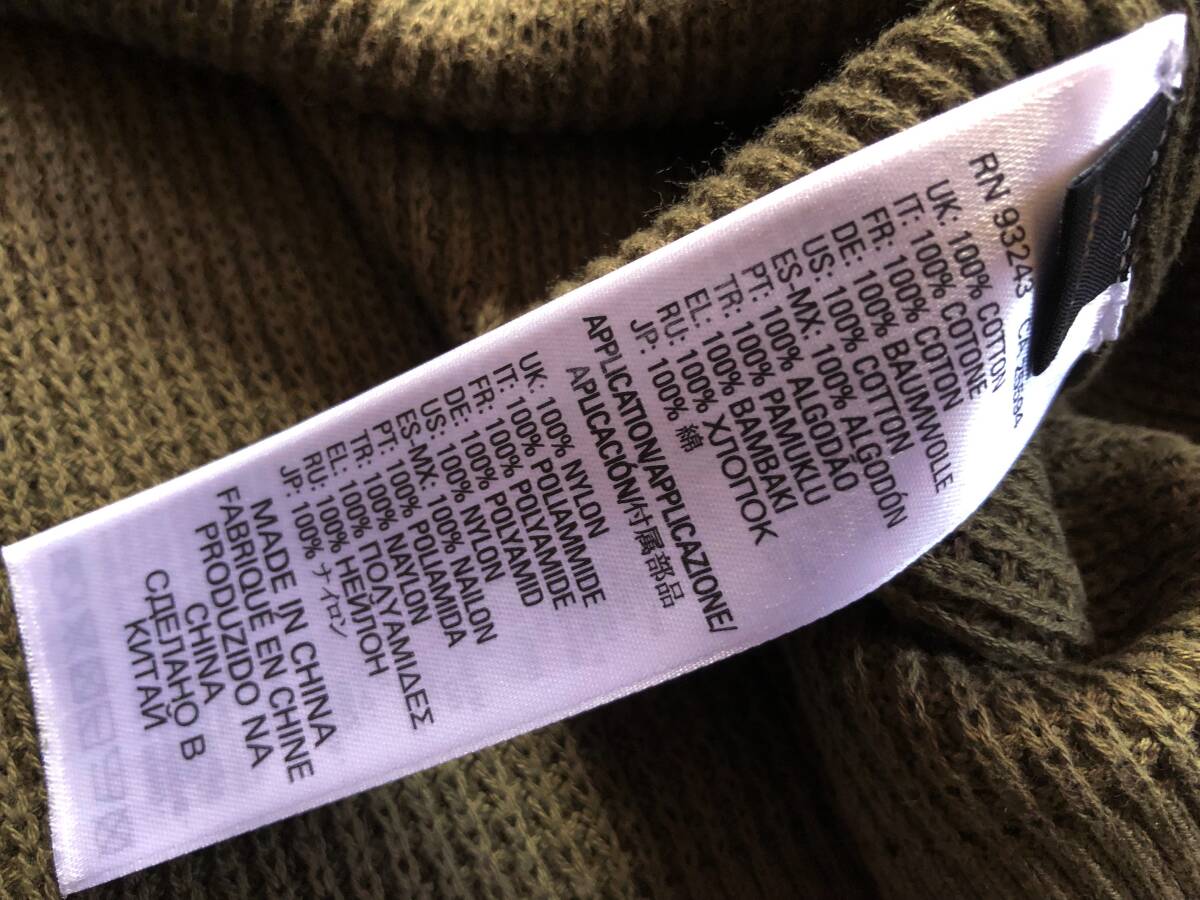 RN 93243
UK: 100% COTTON
IT: 100% COTONE
FR: 100% COTON
DE: 100% BAUMWOLLE
US: 100% COTTON
ES-MX: 100% ALGODÓN
PT: 100% ALGODÃO
TR: 100% PAMUKLU
EL: 100% ΒΑΜΒΑΚΙ
RU: 100% ХЛОПОК
JP: 100% 綿
APPLICATION/APPLICAZIONE/
APLICACIÓN/付属部品
UK: 100% NYLON
IT: 100% POLIAMMIDE
FR: 100% POLYAMIDE
DE: 100% POLYAMID
US: 100% NYLON
ES-MX: 100% NAILON
PT: 100% POLIAMIDA
TR: 100% NAYLON
EL: 100% ΠΟΛΥΑΜΙΔΕΣ
RU: 100% НЕЙЛОН
JP: 100% ナイロン
MADE IN CHINA
FABRIQUÉ EN CHINE
PRODUZIDO NA
CHINA
СДЕЛАНО В
КИТАЙ